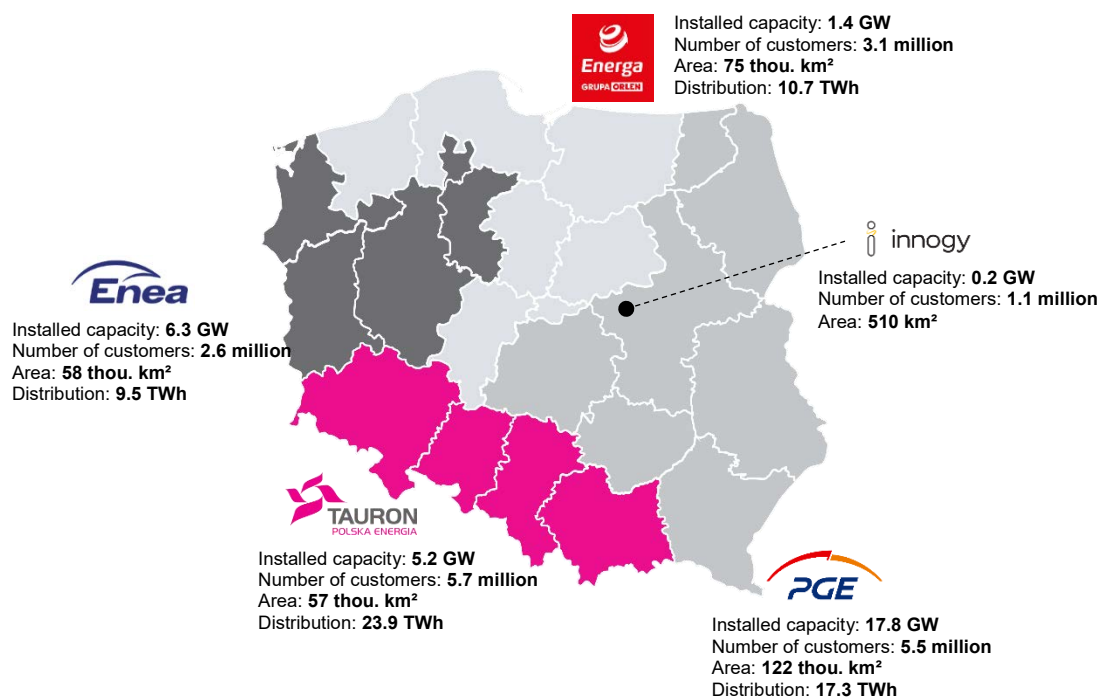 Energa
GRUPA ORLEN
Installed capacity: 1.4 GW
Number of customers: 3.1 million
Area: 75 thou. km²
Distribution: 10.7 TWh
innogy
Installed capacity: 0.2 GW
Number of customers: 1.1 million
Area: 510 km²
Enea
Installed capacity: 6.3 GW
Number of customers: 2.6 million
Area: 58 thou. km²
Distribution: 9.5 TWh
TAURON
POLSKA ENERGIA
Installed capacity: 5.2 GW
Number of customers: 5.7 million
Area: 57 thou. km²
Distribution: 23.9 TWh
PGE
Installed capacity: 17.8 GW
Number of customers: 5.5 million
Area: 122 thou. km²
Distribution: 17.3 TWh